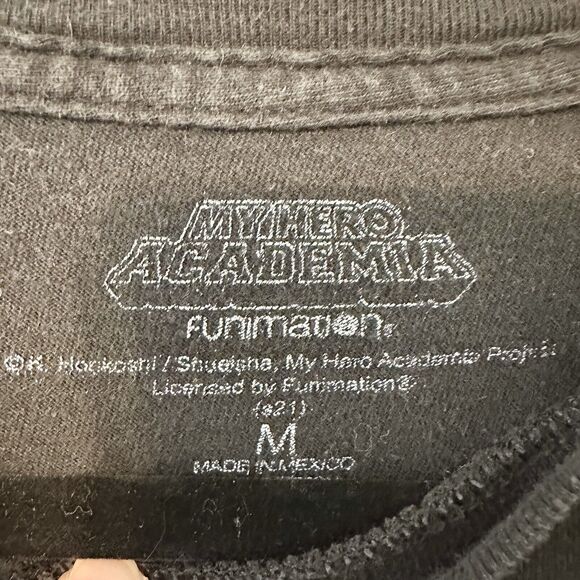 MY HERO
ACADEMIA
FUNIMATION®
©K. Horikoshi / Shueisha, My Hero Academia Project
Licensed by Funimation®
(s21)
M
MADE IN MEXICO